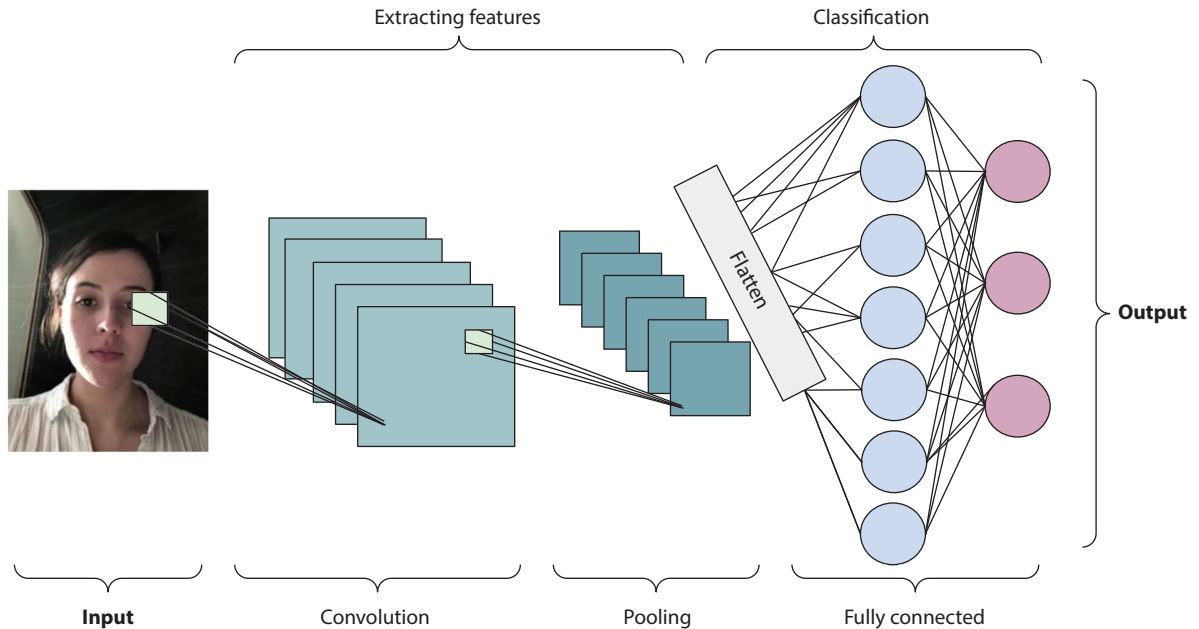 Extracting features
Classification
Flatten
Output
Input
Convolution
Pooling
Fully connected